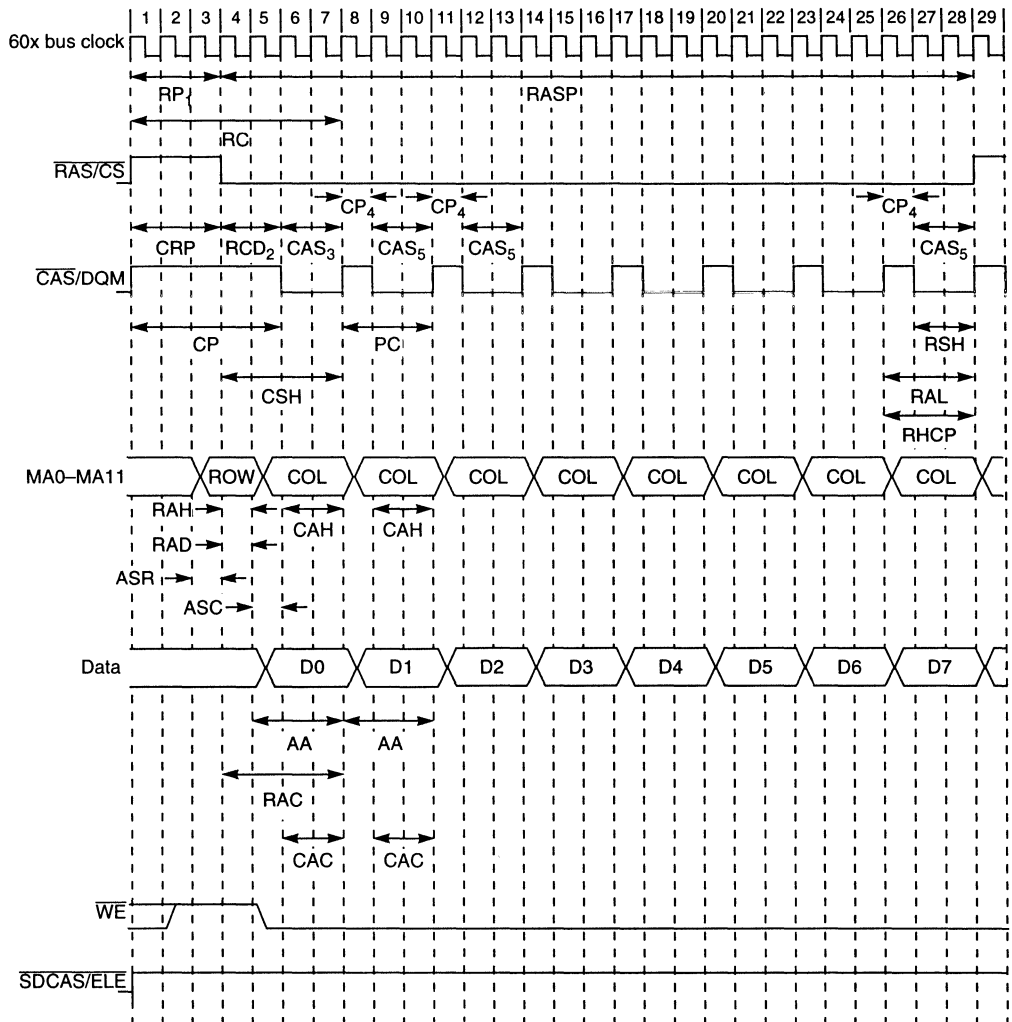 1 2 3 4 5 6 7 8 9 10 11 12 13 14 15 16 17 18 19 20 21 22 23 24 25 26 27 28 29
60x bus clock
RP1 RASP
RC
RAS/CS
CP4 CP4 CP4
CRP RCD2 CAS3 CAS5 CAS5 CAS5
CAS/DQM
CP PC RSH
CSH RAL
RHCP
MA0–MA11 ROW COL COL COL COL COL COL COL COL
RAH CAH CAH
RAD
ASR
ASC
Data D0 D1 D2 D3 D4 D5 D6 D7
AA AA
RAC
CAC CAC
WE
SDCAS/ELE